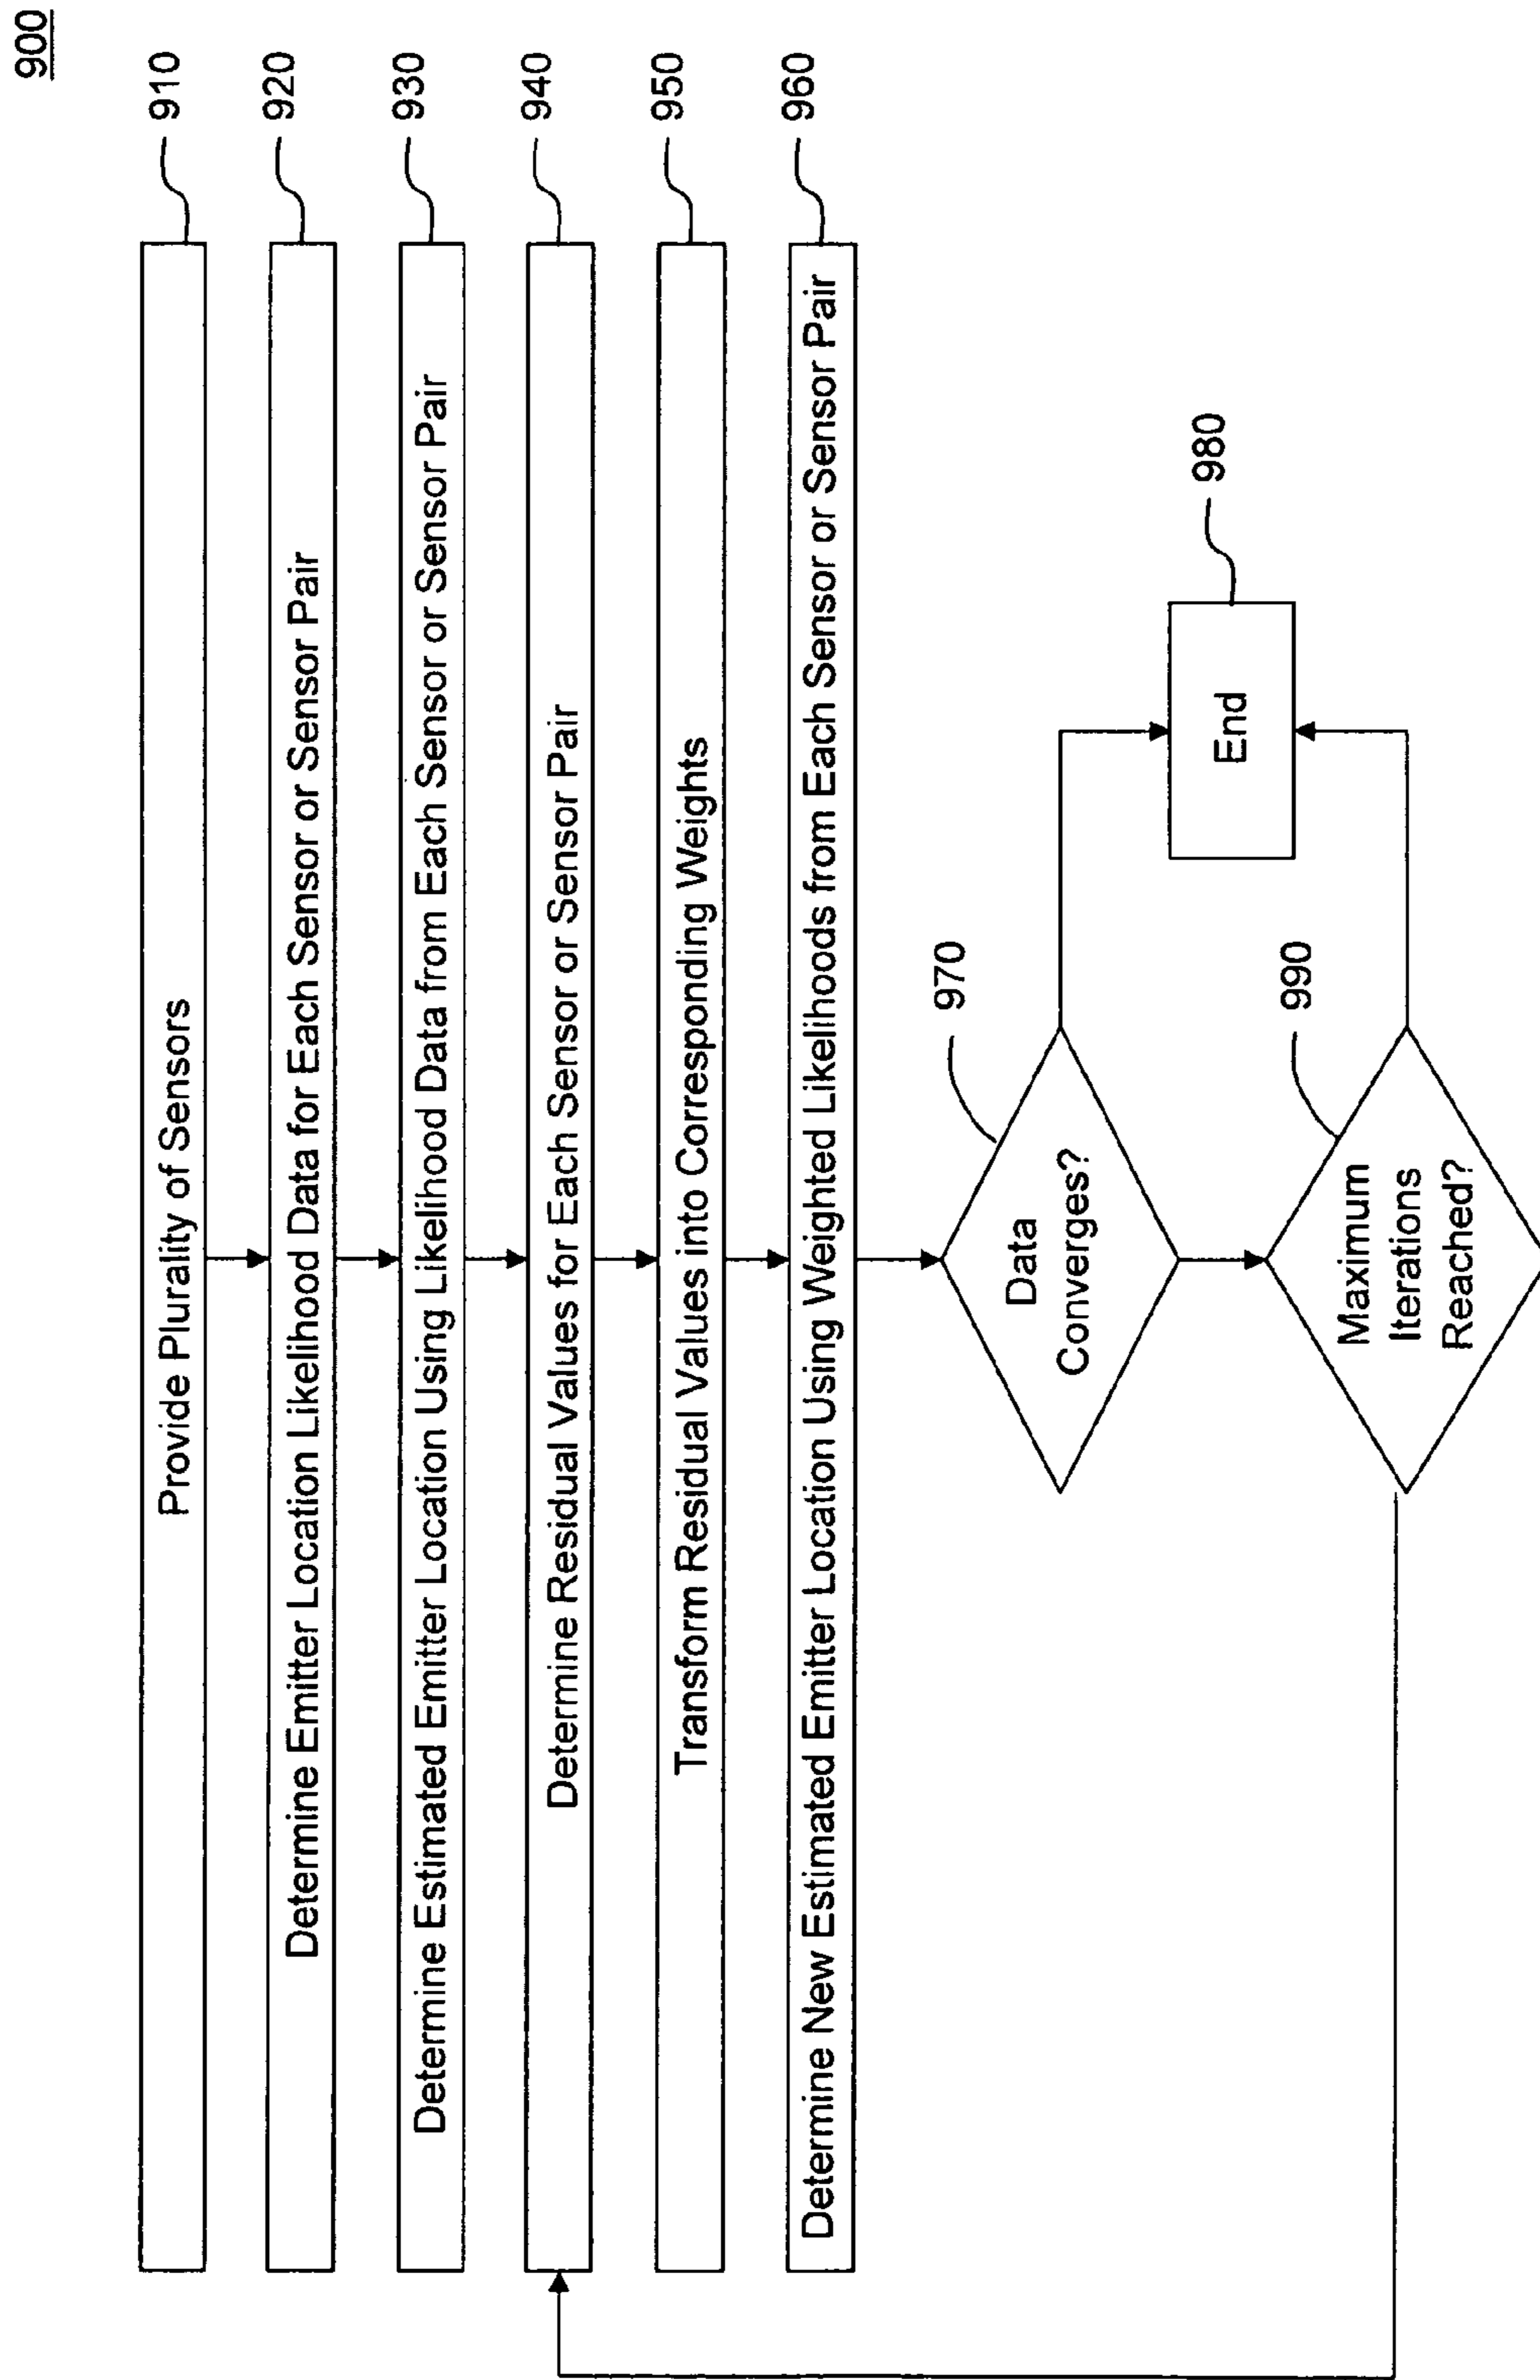 900
Provide Plurality of Sensors
910
Determine Emitter Location Likelihood Data for Each Sensor or Sensor Pair
920
Determine Estimated Emitter Location Using Likelihood Data from Each Sensor or Sensor Pair
930
Determine Residual Values for Each Sensor or Sensor Pair
940
Transform Residual Values into Corresponding Weights
950
Determine New Estimated Emitter Location Using Weighted Likelihoods from Each Sensor or Sensor Pair
960
Data
Converges?
970
End
980
Maximum
Iterations
Reached?
990